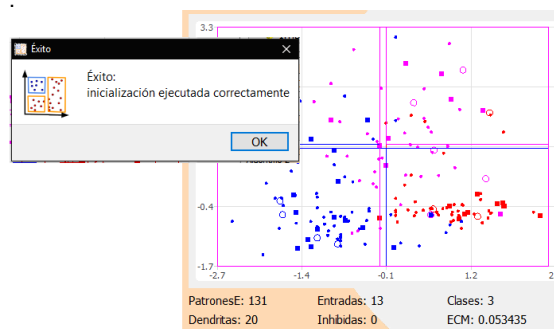 3.3
Éxito
Éxito:
inicialización ejecutada correctamente
OK
-0.4
-1.7
-2.7
-1.4
-0.1
1.2
2
PatronesE: 131
Entradas: 13
Clases: 3
Dendritas: 20
Inhibidas: 0
ECM: 0.053435